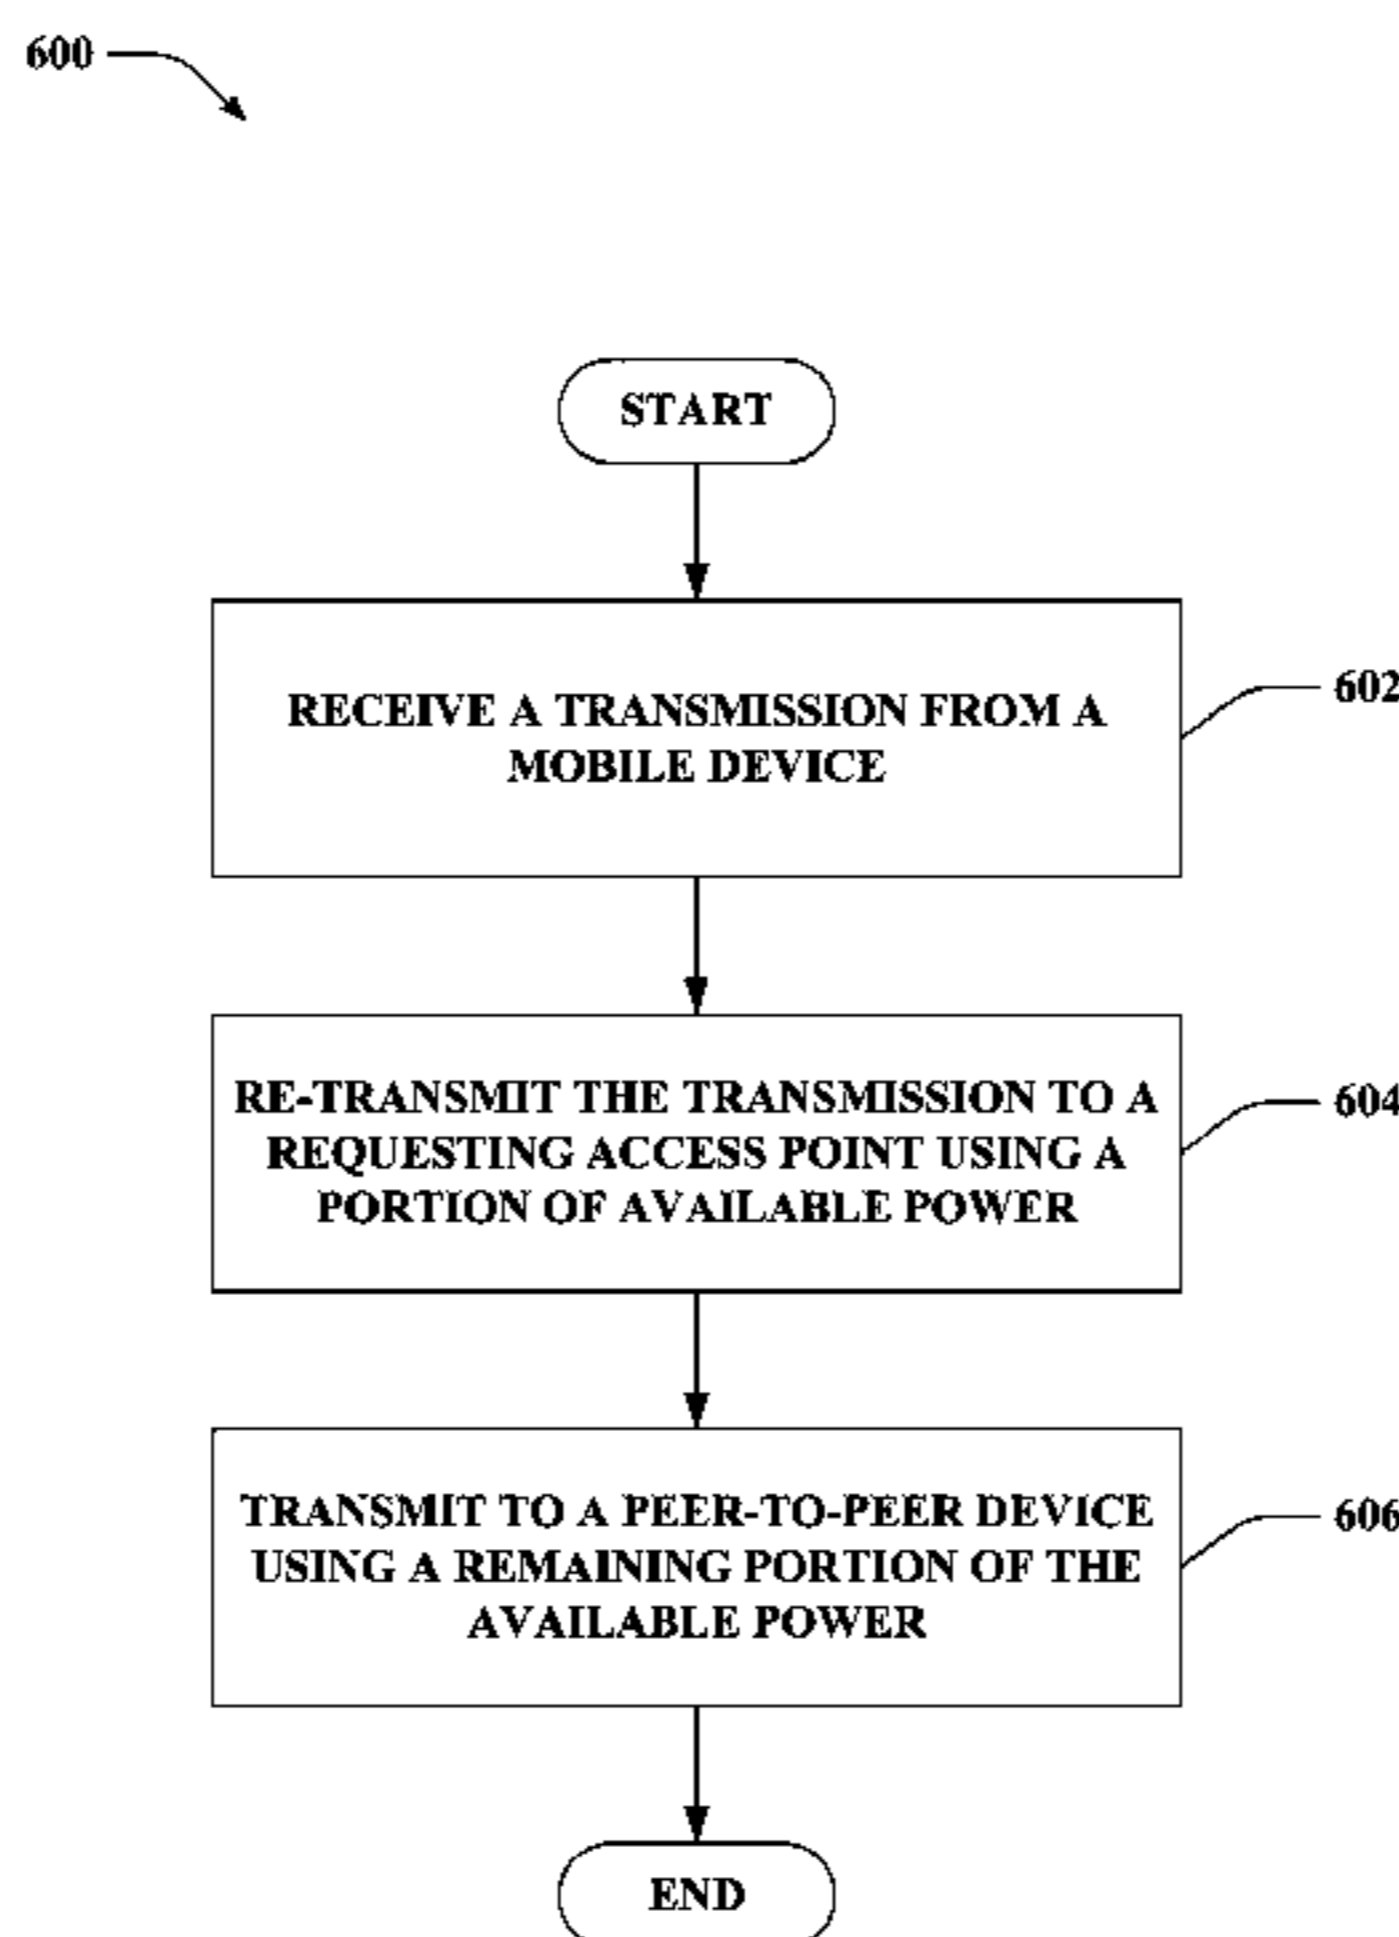 600
START
RECEIVE A TRANSMISSION FROM A
MOBILE DEVICE
602
RE-TRANSMIT THE TRANSMISSION TO A
REQUESTING ACCESS POINT USING A
PORTION OF AVAILABLE POWER
604
TRANSMIT TO A PEER-TO-PEER DEVICE
USING A REMAINING PORTION OF THE
AVAILABLE POWER
606
END